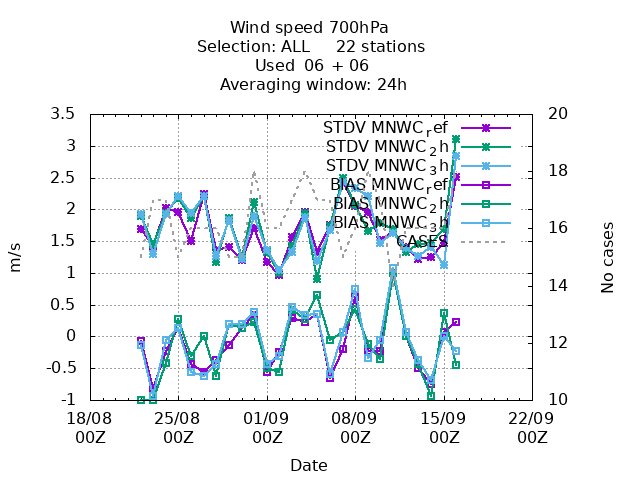 Wind speed 700hPa
Selection: ALL 22 stations
Used 06 + 06
Averaging window: 24h
3.5
3
2.5
2
1.5
1
0.5
0
-0.5
-1
m/s
STDV MNWC_ref
STDV MNWC_2h
STDV MNWC_3h
BIAS MNWC_ref
BIAS MNWC_2h
BIAS MNWC_3h
CASES
20
18
16
14
12
10
No cases
18/08 25/08 01/09 08/09 15/09 22/09
00Z 00Z 00Z 00Z 00Z 00Z
Date